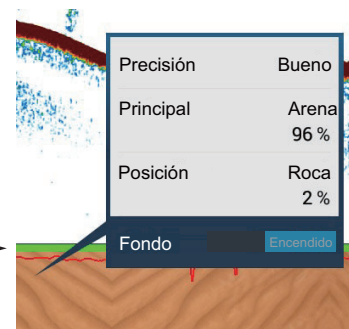 Precisión Bueno
Principal Arena
96 %
Posición Roca
2 %
Fondo Encendido